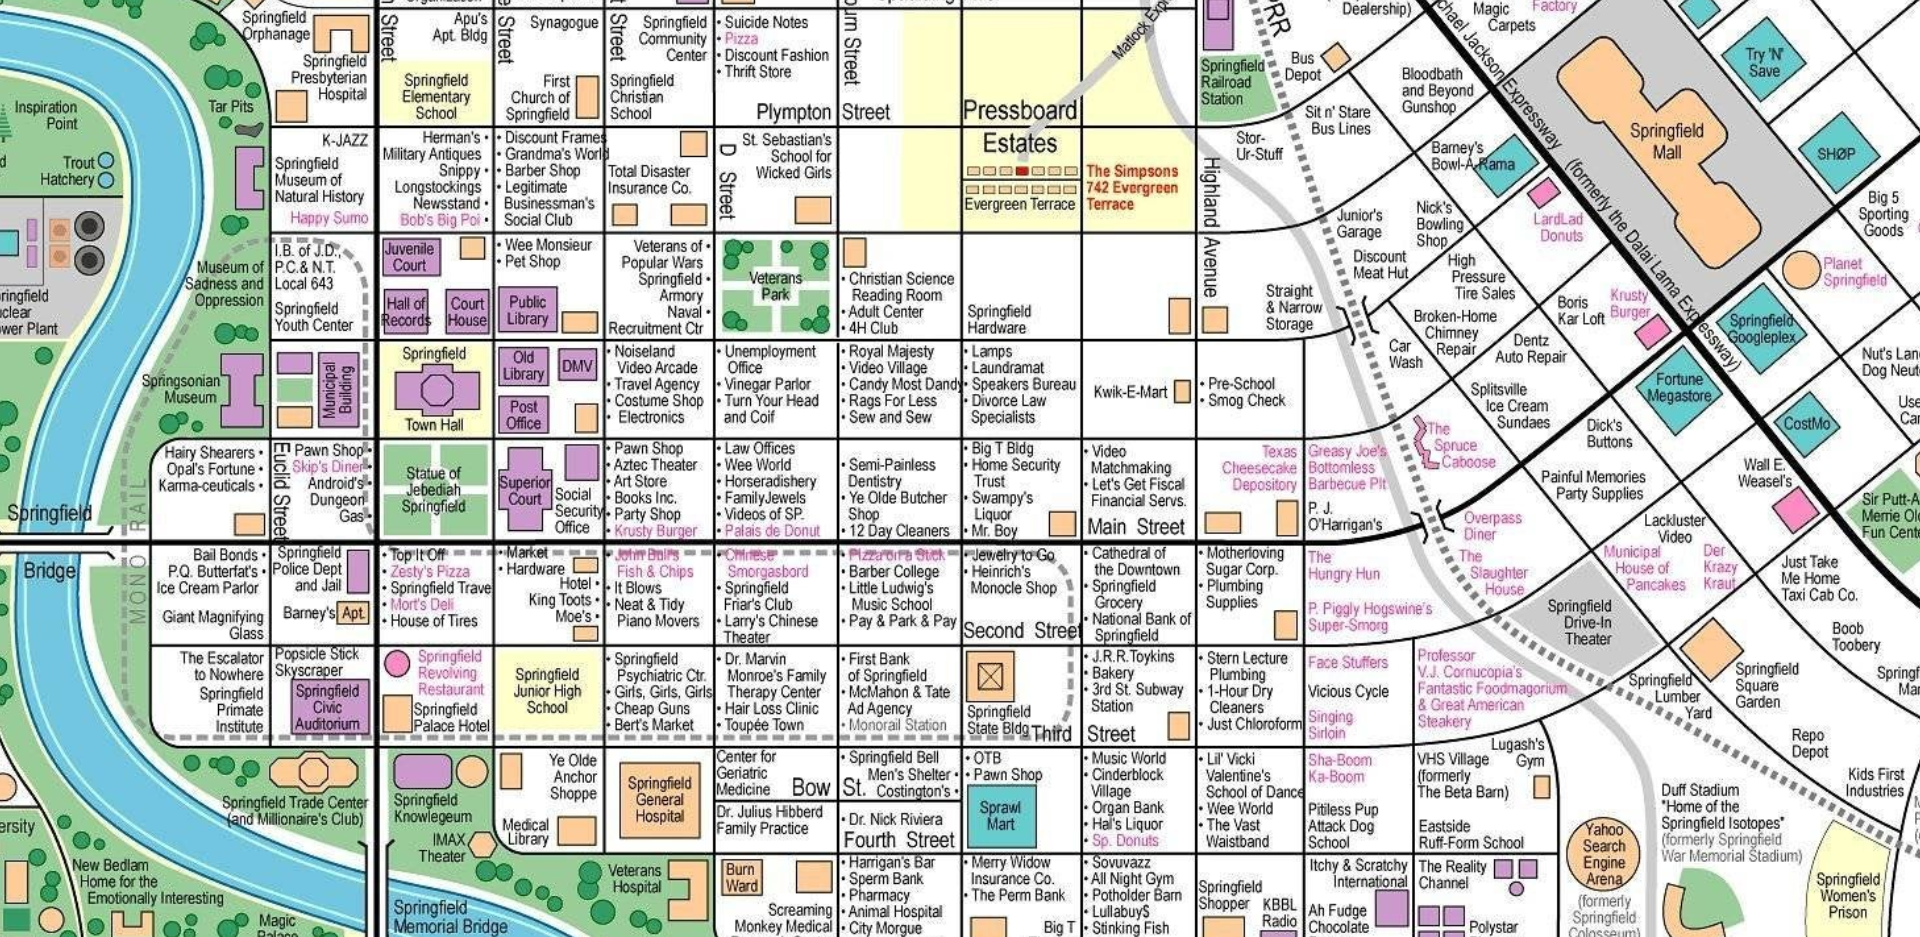 Springfield
Orphanage
Springfield
Presbyterian
Hospital
Street
Apu's
Apt. Bldg
Springfield
Elementary
School
Street
Synagogue
First
Church of
Springfield
Street
Springfield
Community
Center
Springfield
Christian
School
• Suicide Notes
• Pizza
• Discount Fashion
• Thrift Store
Plympton
Street
Street
Pressboard
Estates
Evergreen Terrace
The Simpsons
742 Evergreen
Terrace
Springfield
Railroad
Station
Bus
Depot
Dealership)
Magic
Carpets
Factory
Bloodbath
and Beyond
Gunshop
Sit n' Stare
Bus Lines
Stor-
Ur-Stuff
Highland Avenue
Michael Jackson Expressway (formerly the Dalai Lama Expressway)
Springfield
Mall
Try 'N'
Save
SHØP
Big 5
Sporting
Goods
Planet
Springfield
Barney's
Bowl-A-Rama
LardLad
Donuts
Nick's
Bowling
Shop
Junior's
Garage
Discount
Meat Hut
High
Pressure
Tire Sales
Straight
& Narrow
Storage
Broken-Home
Chimney
Repair
Car
Wash
Dentz
Auto Repair
Boris
Kar Loft
Krusty
Burger
Springfield
Googleplex
Fortune
Megastore
CostMo
Splitsville
Ice Cream
Sundaes
Dick's
Buttons
The
Spruce
Caboose
Painful Memories
Party Supplies
Wall E.
Weasel's
Lackluster
Video
Municipal
House of
Pancakes
Der
Krazy
Kraut
Just Take
Me Home
Taxi Cab Co.
Overpass
Diner
The
Slaughter
House
Springfield
Drive-In
Theater
Boob
Toobery
Springfield
Square
Garden
Springfield
Lumber
Yard
Repo
Depot
Kids First
Industries
Inspiration
Point
Trout
Hatchery
Tar Pits
K-JAZZ
Springfield
Museum of
Natural History
Happy Sumo
Herman's •
Military Antiques
Snippy •
Longstockings
Newsstand •
Bob's Big Poi •
• Discount Frames
• Grandma's World
• Barber Shop
• Legitimate
Businessman's
Social Club
Total Disaster
Insurance Co.
D Street
St. Sebastian's
School for
Wicked Girls
Museum of
Sadness and
Oppression
I.B. of J.D.,
P.C.& N.T.
Local 643
Springfield
Youth Center
Juvenile
Court
Hall of
Records
Court
House
• Wee Monsieur
• Pet Shop
Public
Library
Veterans of •
Popular Wars
Springfield •
Armory
Naval •
Recruitment Ctr
Veterans
Park
• Christian Science
Reading Room
• Adult Center
• 4H Club
Springfield
Hardware
Springsonian
Museum
Municipal
Building
Springfield
Town Hall
Old
Library
DMV
Post
Office
• Noiseland
Video Arcade
• Travel Agency
• Costume Shop
• Electronics
• Unemployment
Office
• Vinegar Parlor
• Turn Your Head
and Coif
• Royal Majesty
• Video Village
• Candy Most Dandy
• Rags For Less
• Sew and Sew
• Lamps
• Laundramat
• Speakers Bureau
• Divorce Law
Specialists
Kwik-E-Mart
• Pre-School
• Smog Check
Hairy Shearers •
Opal's Fortune •
Karma-ceuticals •
Euclid Street
Pawn Shop
Skip's Diner
Android's
Dungeon
Gas
Statue of
Jebediah
Springfield
Superior
Court
Social
Security
Office
• Pawn Shop
• Aztec Theater
• Art Store
• Books Inc.
• Party Shop
• Krusty Burger
• Law Offices
• Wee World
• Horseradishery
• FamilyJewels
• Videos of SP.
• Palais de Donut
• Semi-Painless
Dentistry
• Ye Olde Butcher
Shop
• 12 Day Cleaners
• Big T Bldg
• Home Security
Trust
• Swampy's
Liquor
• Mr. Boy
• Video
Matchmaking
• Let's Get Fiscal
Financial Servs.
Main Street
Texas
Cheesecake
Depository
Greasy Joe's
Bottomless
Barbecue Pit
P. J.
O'Harrigan's
Springfield
Bridge
MONO RAIL
Bail Bonds •
P.Q. Butterfat's •
Ice Cream Parlor
Giant Magnifying
Glass
Springfield
Police Dept
and Jail
Barney's
Apt.
• Top It Off
• Zesty's Pizza
• Springfield Trave
• Mort's Deli
• House of Tires
• Market
• Hardware
Hotel •
King Toots •
Moe's •
• John Bull's
Fish & Chips
• It Blows
• Neat & Tidy
Piano Movers
• Chinese
Smorgasbord
• Springfield
Friar's Club
• Larry's Chinese
Theater
• Pizza on a Stick
• Barber College
• Little Ludwig's
Music School
• Pay & Park & Pay
• Jewelry to Go
• Heinrich's
Monocle Shop
Second Street
• Cathedral of
the Downtown
• Springfield
Grocery
• National Bank of
Springfield
• Motherloving
Sugar Corp.
• Plumbing
Supplies
The
Hungry Hun
P. Piggly Hogswine's
Super-Smorg
The Escalator
to Nowhere
Springfield
Primate
Institute
Popsicle Stick
Skyscraper
Springfield
Civic
Auditorium
Springfield
Revolving
Restaurant
Springfield
Palace Hotel
Springfield
Junior High
School
• Springfield
Psychiatric Ctr.
• Girls, Girls, Girls
• Cheap Guns
• Bert's Market
• Dr. Marvin
Monroe's Family
Therapy Center
• Hair Loss Clinic
• Toupée Town
• First Bank
of Springfield
• McMahon & Tate
Ad Agency
• Monorail Station
Springfield
State Bldg
Third Street
• J.R.R.Toykins
Bakery
• 3rd St. Subway
Station
• Stern Lecture
Plumbing
• 1-Hour Dry
Cleaners
• Just Chloroform
Face Stuffers
Vicious Cycle
Singing
Sirloin
Professor
V.J. Cornucopia's
Fantastic Foodmagorium
& Great American
Steakery
Springfield Trade Center
(and Millionaire's Club)
Springfield
Knowlegeum
IMAX
Theater
Ye Olde
Anchor
Shoppe
Medical
Library
Springfield
General
Hospital
Center for
Geriatric
Medicine
Bow St.
Dr. Julius Hibberd
Family Practice
• Springfield Bell
Men's Shelter •
Costington's •
• Dr. Nick Riviera
Fourth Street
• OTB
• Pawn Shop
Sprawl
Mart
• Music World
• Cinderblock
Village
• Organ Bank
• Hal's Liquor
• Sp. Donuts
• Lil' Vicki
Valentine's
School of Dance
• Wee World
• The Vast
Waistband
Sha-Boom
Ka-Boom
Pitiless Pup
Attack Dog
School
VHS Village
(formerly
The Beta Barn)
Lugash's
Gym
Eastside
Ruff-Form School
Yahoo
Search
Engine
Arena
(formerly
Springfield
Colosseum)
Duff Stadium
"Home of the
Springfield Isotopes"
(formerly Springfield
War Memorial Stadium)
Springfield
Women's
Prison
New Bedlam
Home for the
Emotionally Interesting
Magic
Palace
Springfield
Memorial Bridge
Veterans
Hospital
Burn
Ward
Screaming
Monkey Medical
• Harrigan's Bar
• Sperm Bank
• Pharmacy
• Animal Hospital
• City Morgue
• Merry Widow
Insurance Co.
• The Perm Bank
Big T
• Sovuvazz
• All Night Gym
• Potholder Barn
• Lullabuy$
• Stinking Fish
Springfield
Shopper
KBBL
Radio
Itchy & Scratchy
International
Ah Fudge
Chocolate
The Reality
Channel
Polystar